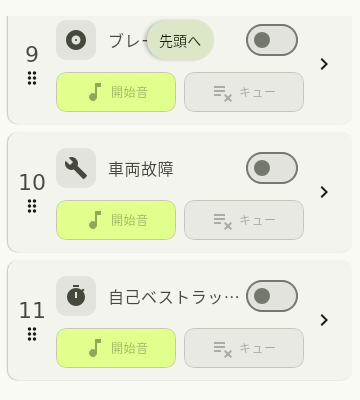 9
ブレー
先頭へ
開始音
キュー
10
車両故障
開始音
キュー
11
自己ベストラッ…
開始音
キュー